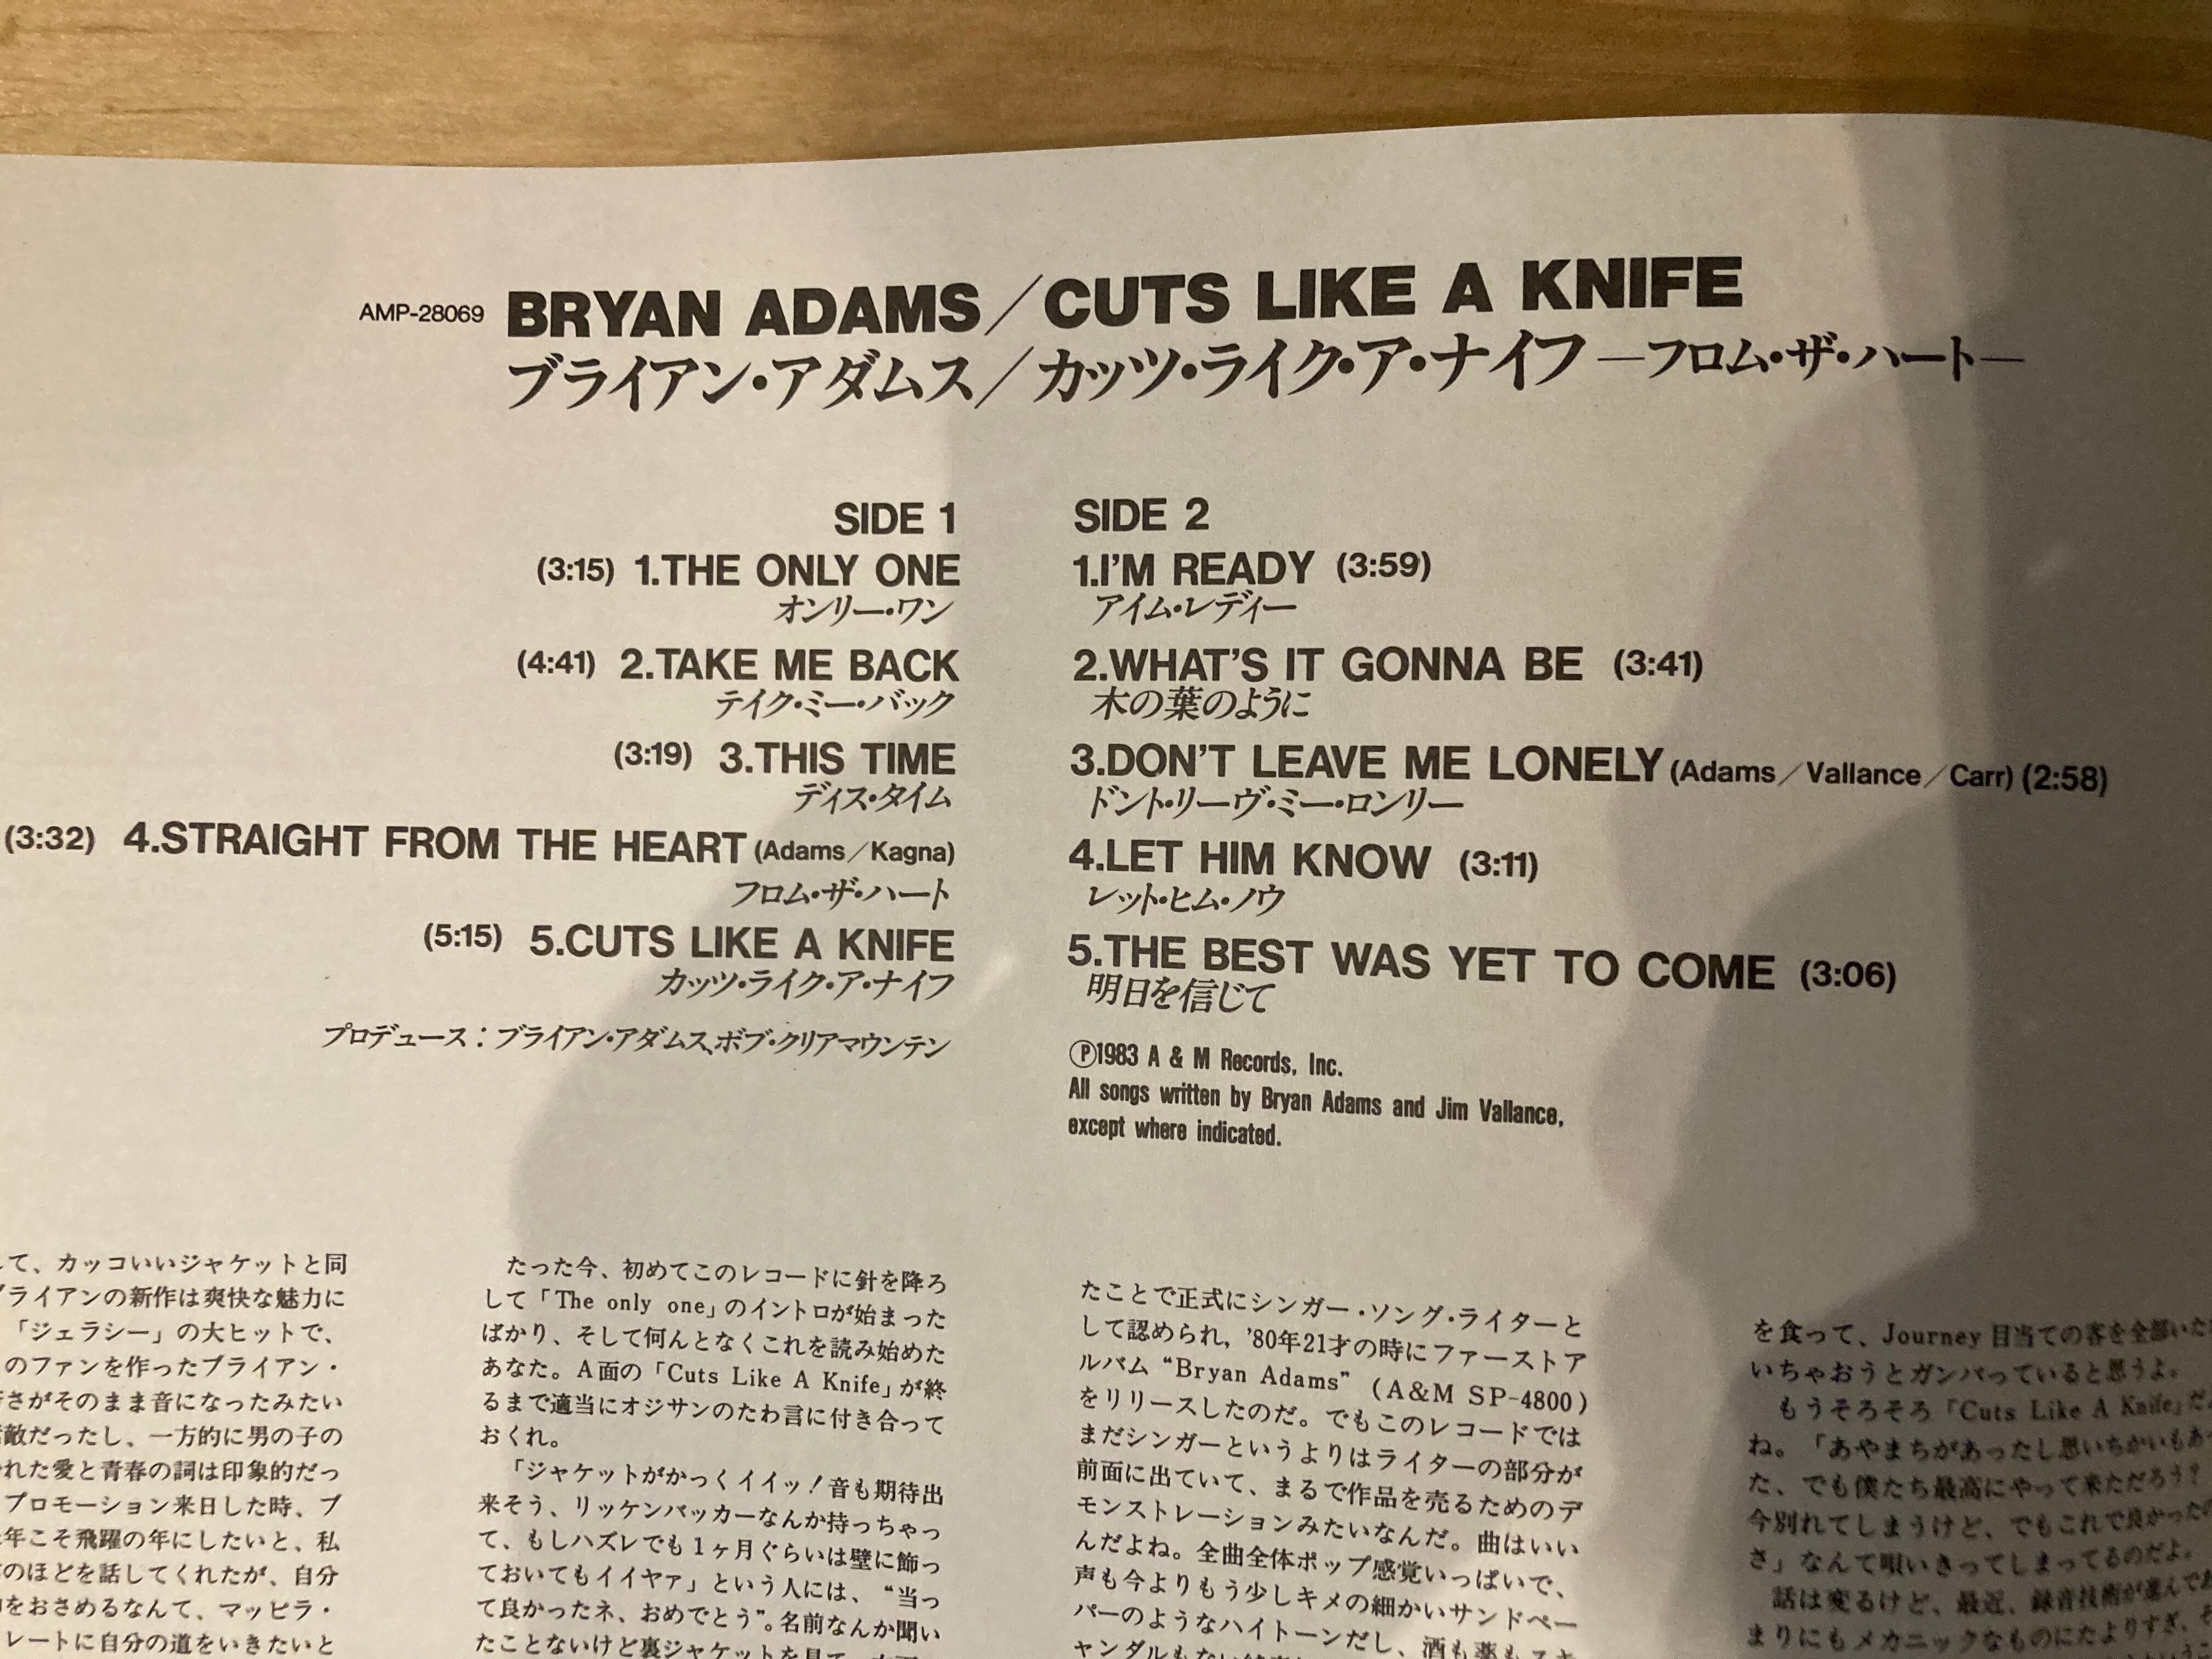 AMP-28069 BRYAN ADAMS／CUTS LIKE A KNIFE
ブライアン・アダムス／カッツ・ライク・ア・ナイフ —フロム・ザ・ハート—
SIDE 1
(3:15) 1.THE ONLY ONE
オンリー・ワン
(4:41) 2.TAKE ME BACK
テイク・ミー・バック
(3:19) 3.THIS TIME
ディス・タイム
(3:32) 4.STRAIGHT FROM THE HEART (Adams／Kagna)
フロム・ザ・ハート
(5:15) 5.CUTS LIKE A KNIFE
カッツ・ライク・ア・ナイフ
プロデュース：ブライアン・アダムス、ボブ・クリアマウンテン
SIDE 2
1.I'M READY (3:59)
アイム・レディー
2.WHAT'S IT GONNA BE (3:41)
木の葉のように
3.DON'T LEAVE ME LONELY (Adams／Vallance／Carr) (2:58)
ドント・リーヴ・ミー・ロンリー
4.LET HIM KNOW (3:11)
レット・ヒム・ノウ
5.THE BEST WAS YET TO COME (3:06)
明日を信じて
Ⓟ1983 A & M Records, Inc.
All songs written by Bryan Adams and Jim Vallance,
except where indicated.
て、カッコいいジャケットと同
ライアンの新作は爽快な魅力に
「ジェラシー」の大ヒットで、
のファンを作ったブライアン・
さがそのまま音になったみたい
敵だったし、一方的に男の子の
れた愛と青春の詞は印象的だっ
プロモーション来日した時、ブ
年こそ飛躍の年にしたいと、私
のほどを話してくれたが、自分
をおさめるなんて、マッピラ・
レートに自分の道をいきたいと
たった今、初めてこのレコードに針を降ろ
して「The only one」のイントロが始まった
ばかり、そして何んとなくこれを読み始めた
あなた。A面の「Cuts Like A Knife」が終
るまで適当にオジサンのたわ言に付き合って
おくれ。
「ジャケットがかっくイイッ！音も期待出
来そう、リッケンバッカーなんか持っちゃっ
て、もしハズレでも1ヶ月ぐらいは壁に飾っ
ておいてもイイヤァ」という人には、“当っ
て良かったネ、おめでとう”。名前なんか聞い
たことないけど裏ジャケットを見て、
たことで正式にシンガー・ソング・ライターと
して認められ, '80年21才の時にファーストア
ルバム “Bryan Adams” (A&M SP-4800)
をリリースしたのだ。でもこのレコードでは
まだシンガーというよりはライターの部分が
前面に出ていて、まるで作品を売るためのデ
モンストレーションみたいなんだ。曲はいい
んだよね。全曲全体ポップ感覚いっぱいで、
声も今よりもう少しキメの細かいサンドペー
パーのようなハイトーンだし、酒も薬も
ャンダルもない
を食って、Journey目当ての客を全部いた
いちゃおうとガンバっていると思うよ。
もうそろそろ「Cuts Like A Knife」だ
ね。「あやまちがあったし思いちがいもあっ
た、でも僕たち最高にやって来ただろう？
今別れてしまうけど、でもこれで良かった
さ」なんて唄いきってしまってるのだよ。
話は変るけど、最近、録音技術が進んで
まりにもメカニックなものにたよりすぎ、